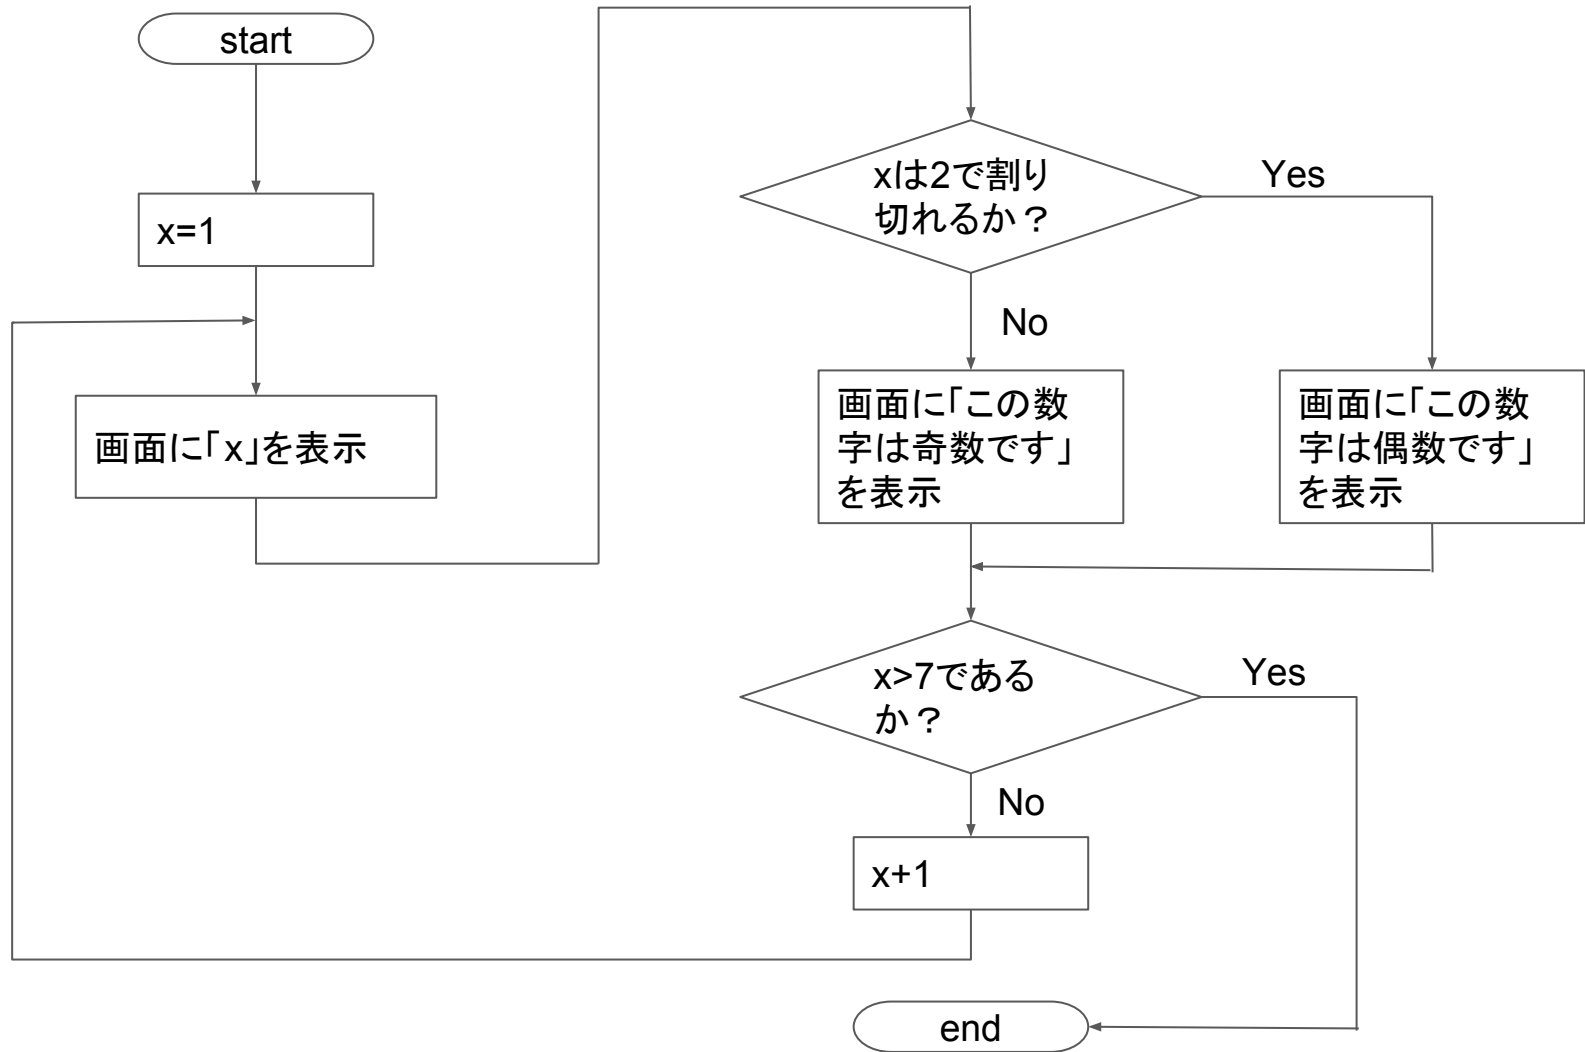 start
x=1
画面に｢x｣を表示
xは2で割り
切れるか？
Yes
No
画面に｢この数
字は奇数です｣
を表示
画面に｢この数
字は偶数です｣
を表示
x>7である
か？
Yes
No
x+1
end